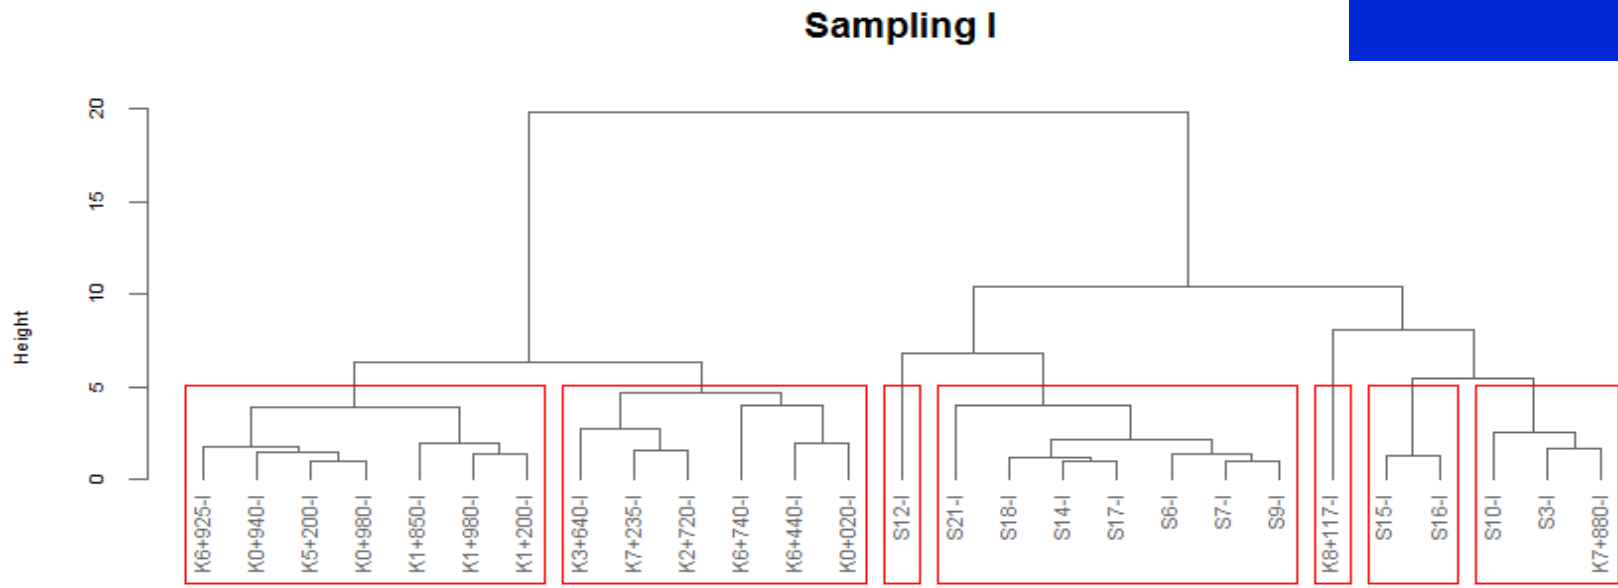 Sampling I
Height
20
15
10
5
0
K6+925-I
K0+940-I
K5+200-I
K0+980-I
K1+850-I
K1+980-I
K1+200-I
K3+640-I
K7+235-I
K2+720-I
K6+740-I
K6+440-I
K0+020-I
S12-I
S21-I
S18-I
S14-I
S17-I
S6-I
S7-I
S9-I
K8+117-I
S15-I
S16-I
S10-I
S3-I
K7+880-I